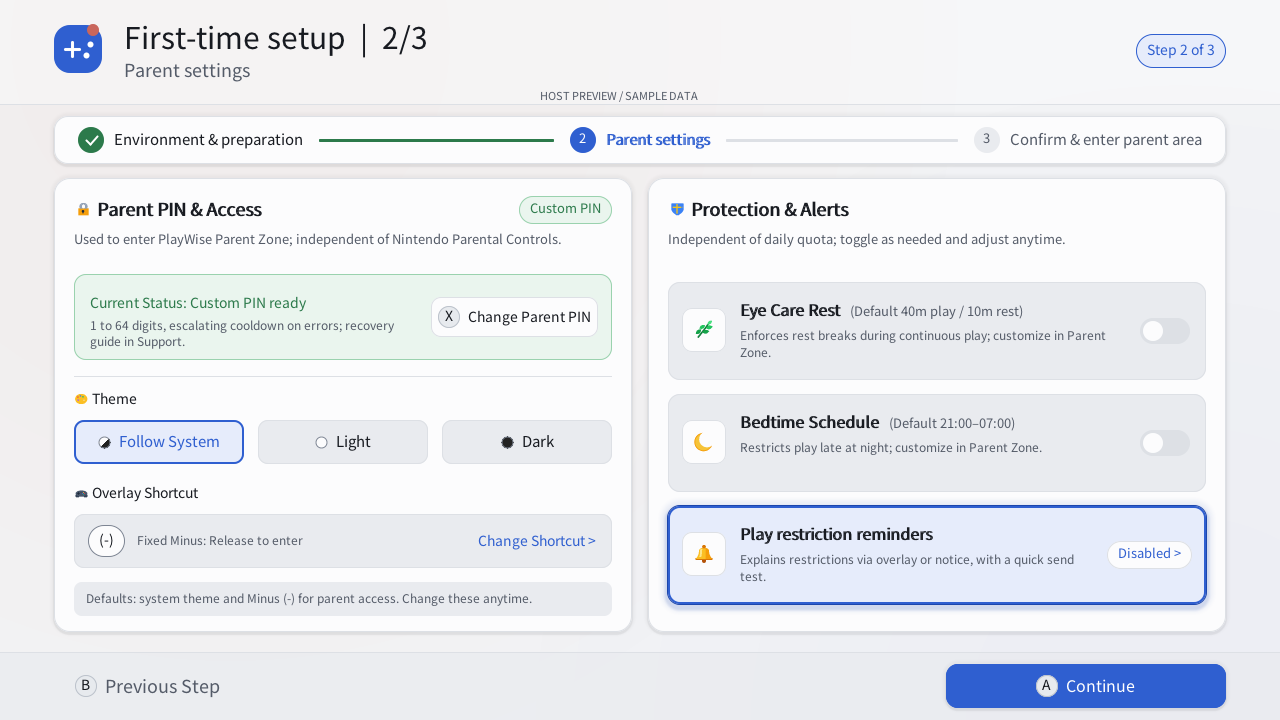 First-time setup | 2/3
Parent settings
Step 2 of 3
HOST PREVIEW / SAMPLE DATA
Environment & preparation
2
Parent settings
3
Confirm & enter parent area
Parent PIN & Access
Custom PIN
Used to enter PlayWise Parent Zone; independent of Nintendo Parental Controls.
Current Status: Custom PIN ready
1 to 64 digits, escalating cooldown on errors; recovery
guide in Support.
X Change Parent PIN
Theme
Follow System
Light
Dark
Overlay Shortcut
(-) Fixed Minus: Release to enter
Change Shortcut >
Defaults: system theme and Minus (-) for parent access. Change these anytime.
Protection & Alerts
Independent of daily quota; toggle as needed and adjust anytime.
Eye Care Rest (Default 40m play / 10m rest)
Enforces rest breaks during continuous play; customize in Parent
Zone.
Bedtime Schedule (Default 21:00–07:00)
Restricts play late at night; customize in Parent Zone.
Play restriction reminders
Explains restrictions via overlay or notice, with a quick send
test.
Disabled >
B Previous Step
A Continue